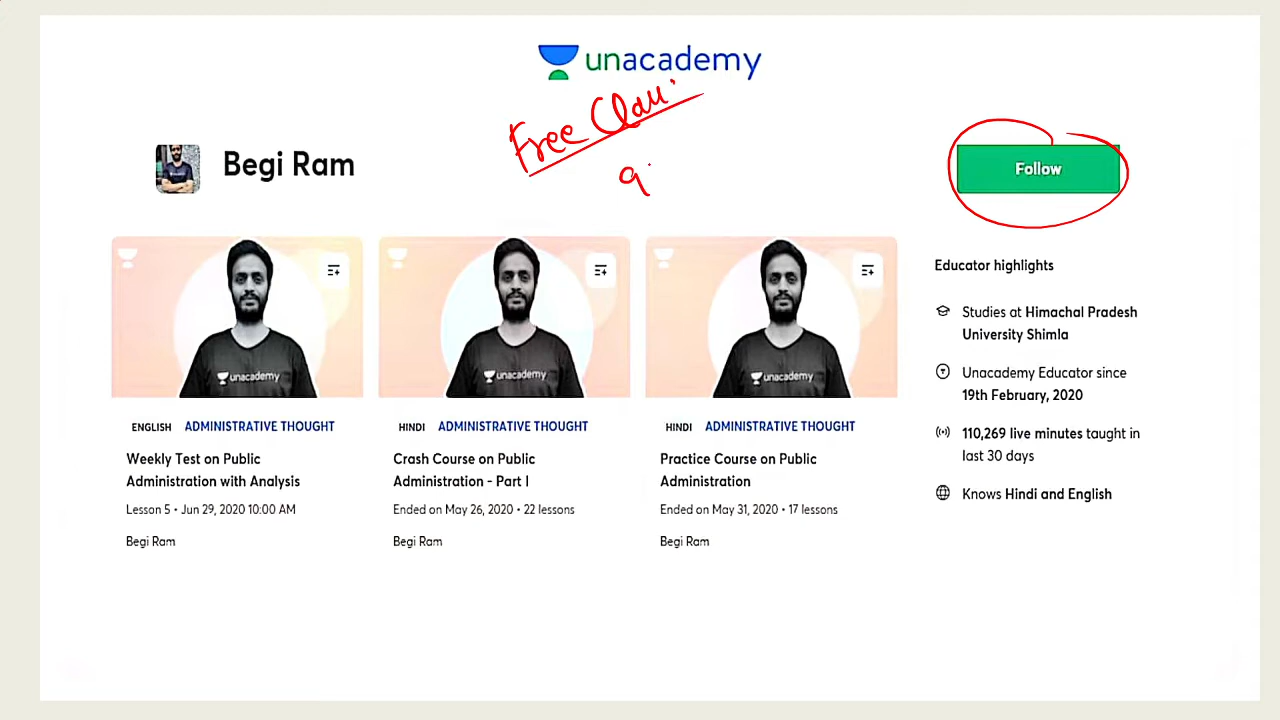 unacademy
Free Class
9
Begi Ram
Follow
unacademy
unacademy
unacademy
ENGLISH ADMINISTRATIVE THOUGHT
Weekly Test on Public
Administration with Analysis
Lesson 5 • Jun 29, 2020 10:00 AM
Begi Ram
HINDI ADMINISTRATIVE THOUGHT
Crash Course on Public
Administration - Part I
Ended on May 26, 2020 • 22 lessons
Begi Ram
HINDI ADMINISTRATIVE THOUGHT
Practice Course on Public
Administration
Ended on May 31, 2020 • 17 lessons
Begi Ram
Educator highlights
Studies at Himachal Pradesh
University Shimla
Unacademy Educator since
19th February, 2020
110,269 live minutes taught in
last 30 days
Knows Hindi and English